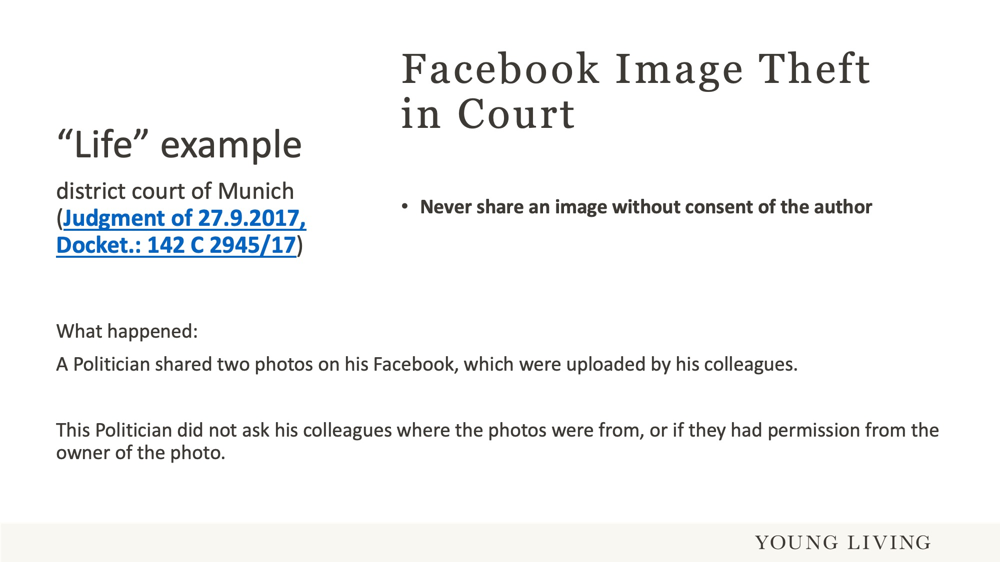 Facebook Image Theft
in Court
“Life” example
district court of Munich
(Judgment of 27.9.2017,
Docket.: 142 C 2945/17)
• Never share an image without consent of the author
What happened:
A Politician shared two photos on his Facebook, which were uploaded by his colleagues.
This Politician did not ask his colleagues where the photos were from, or if they had permission from the
owner of the photo.
YOUNG LIVING